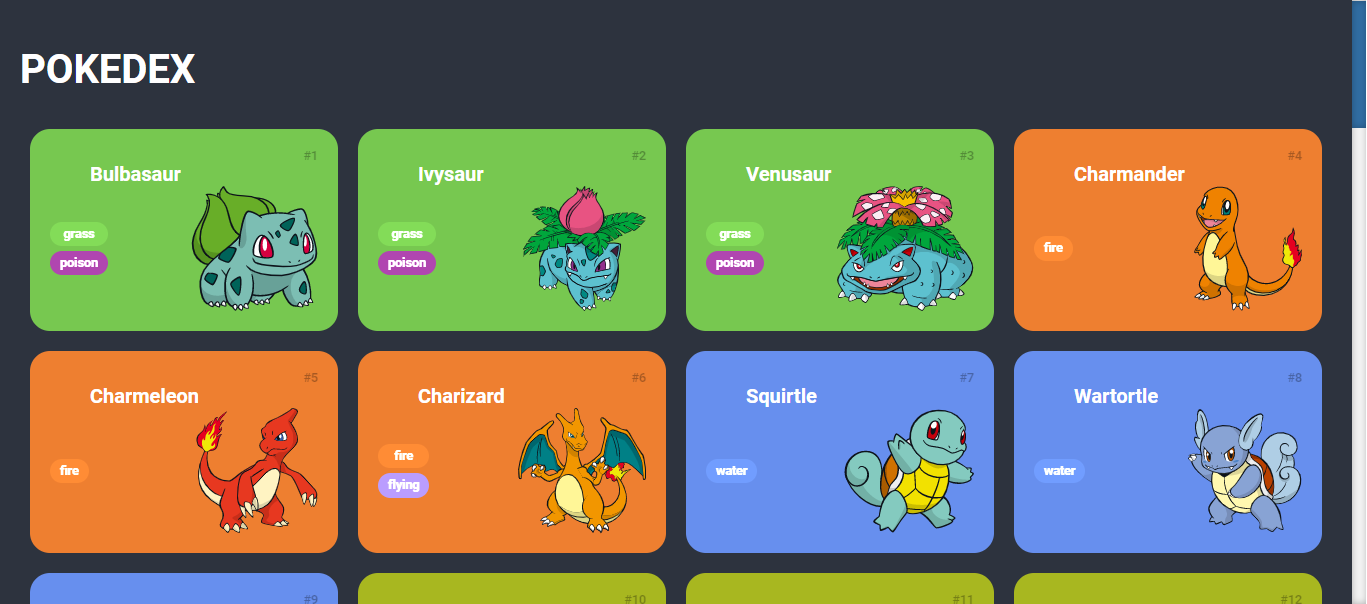 POKEDEX
#1
Bulbasaur
grass
poison
#2
Ivysaur
grass
poison
#3
Venusaur
grass
poison
#4
Charmander
fire
#5
Charmeleon
fire
#6
Charizard
fire
flying
#7
Squirtle
water
#8
Wartortle
water
#9
#10
#11
#12